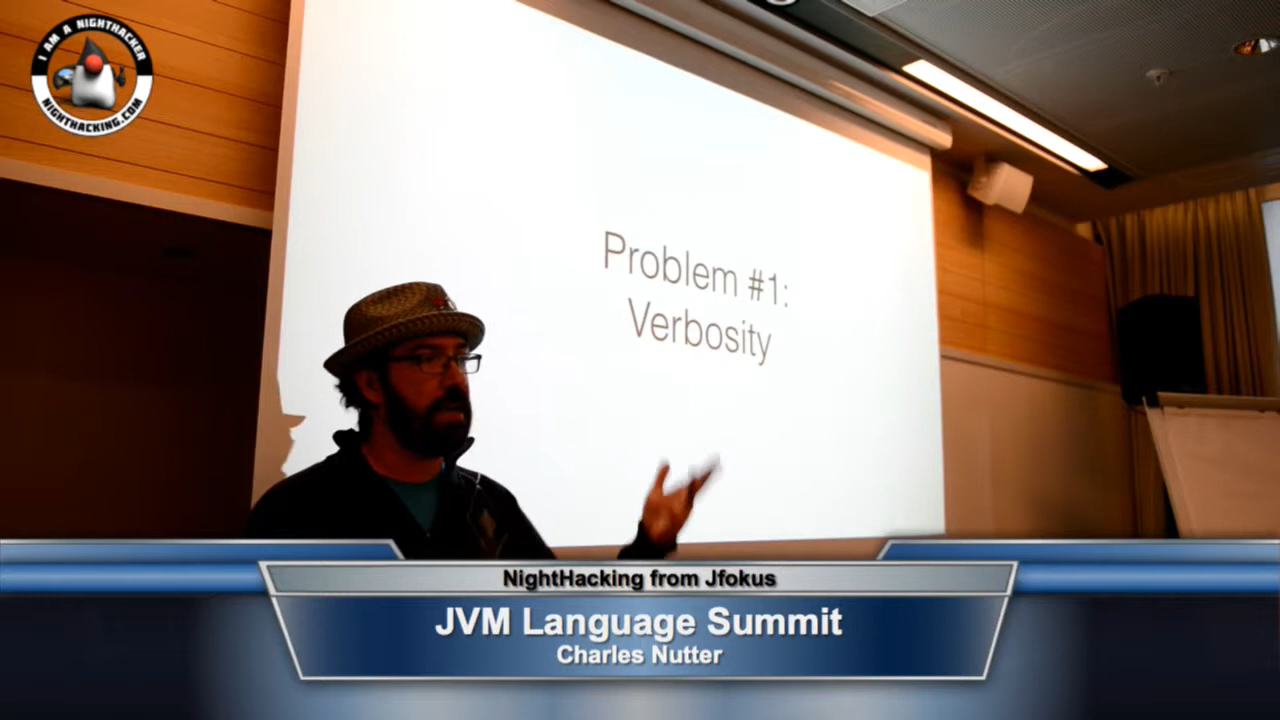 I AM A NIGHTHACKER
NIGHTHACKING.COM
Problem #1:
Verbosity
NightHacking from Jfokus
JVM Language Summit
Charles Nutter